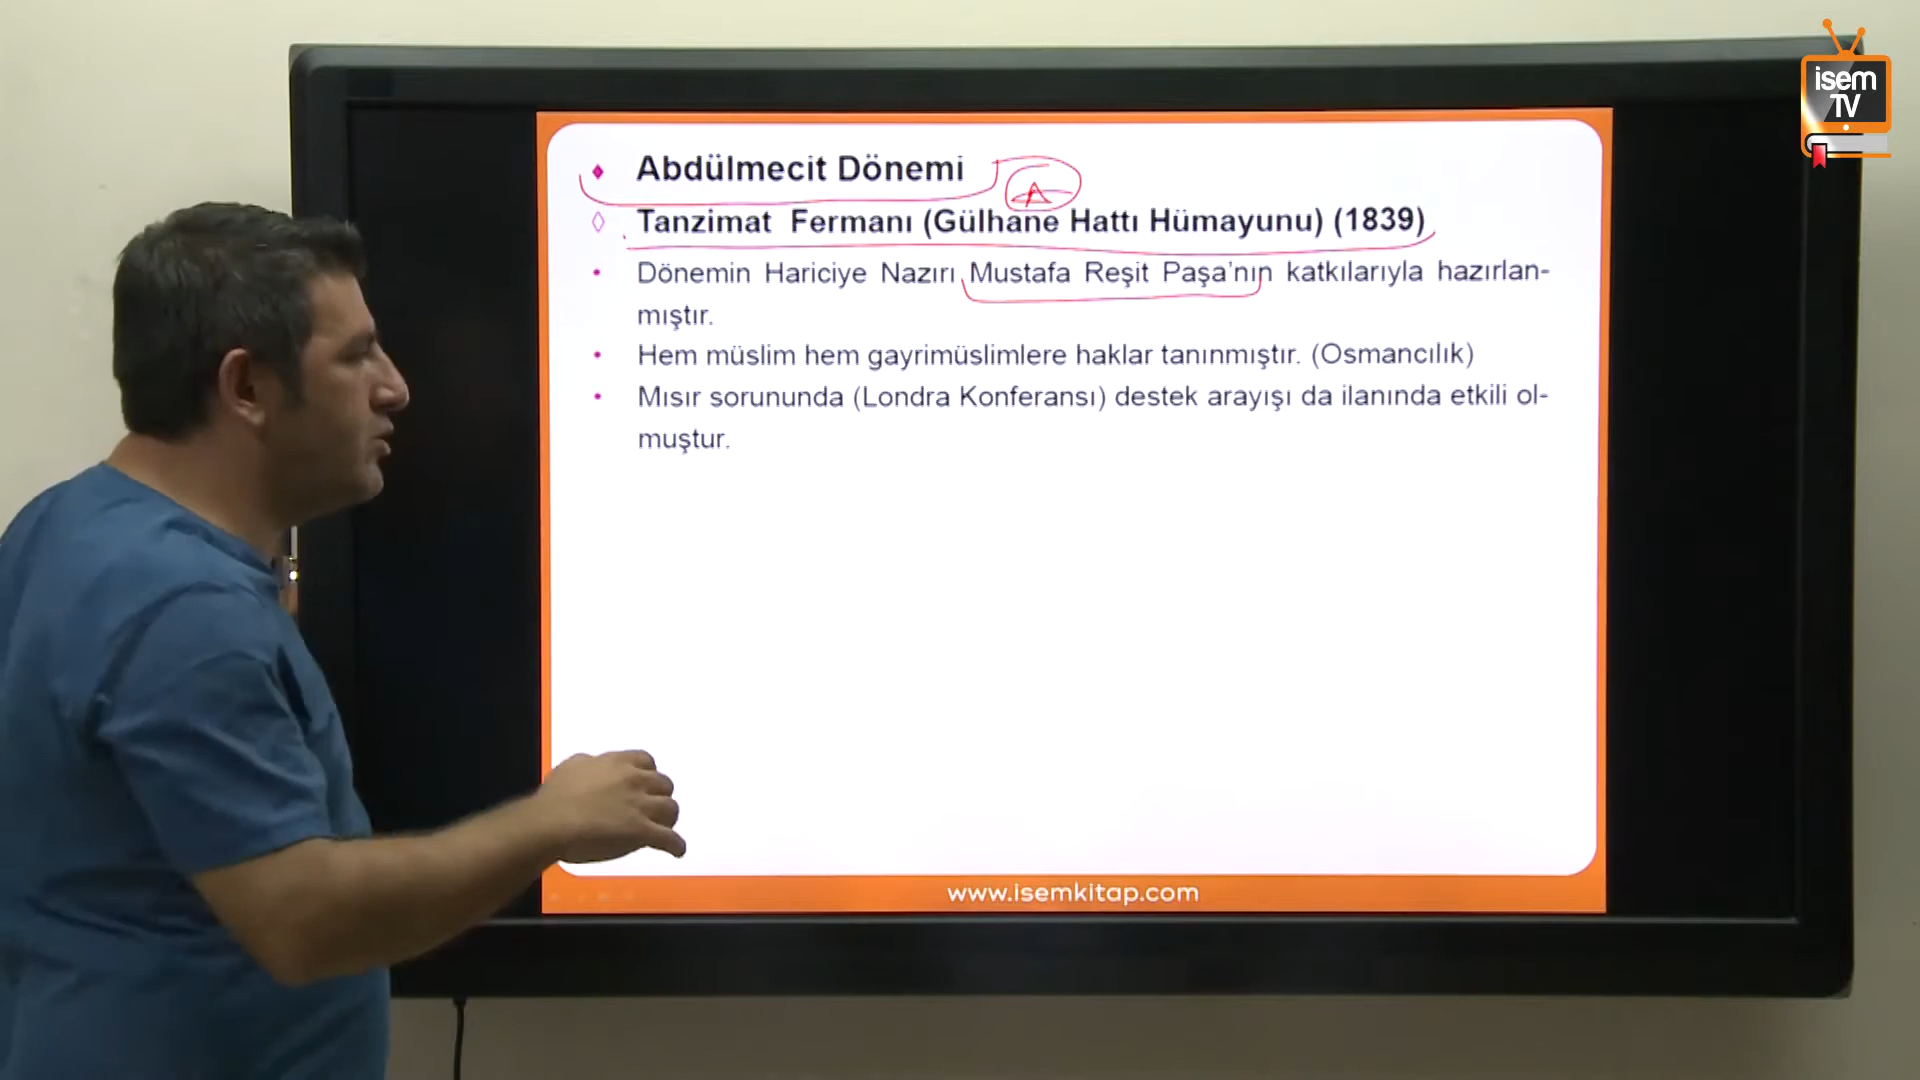 isem
TV
Abdülmecit Dönemi
A
Tanzimat Fermanı (Gülhane Hattı Hümayunu) (1839)
Dönemin Hariciye Nazırı Mustafa Reşit Paşa'nın katkılarıyla hazırlan-
mıştır.
Hem müslim hem gayrimüslimlere haklar tanınmıştır. (Osmancılık)
Mısır sorununda (Londra Konferansı) destek arayışı da ilanında etkili ol-
muştur.
www.isemkitap.com